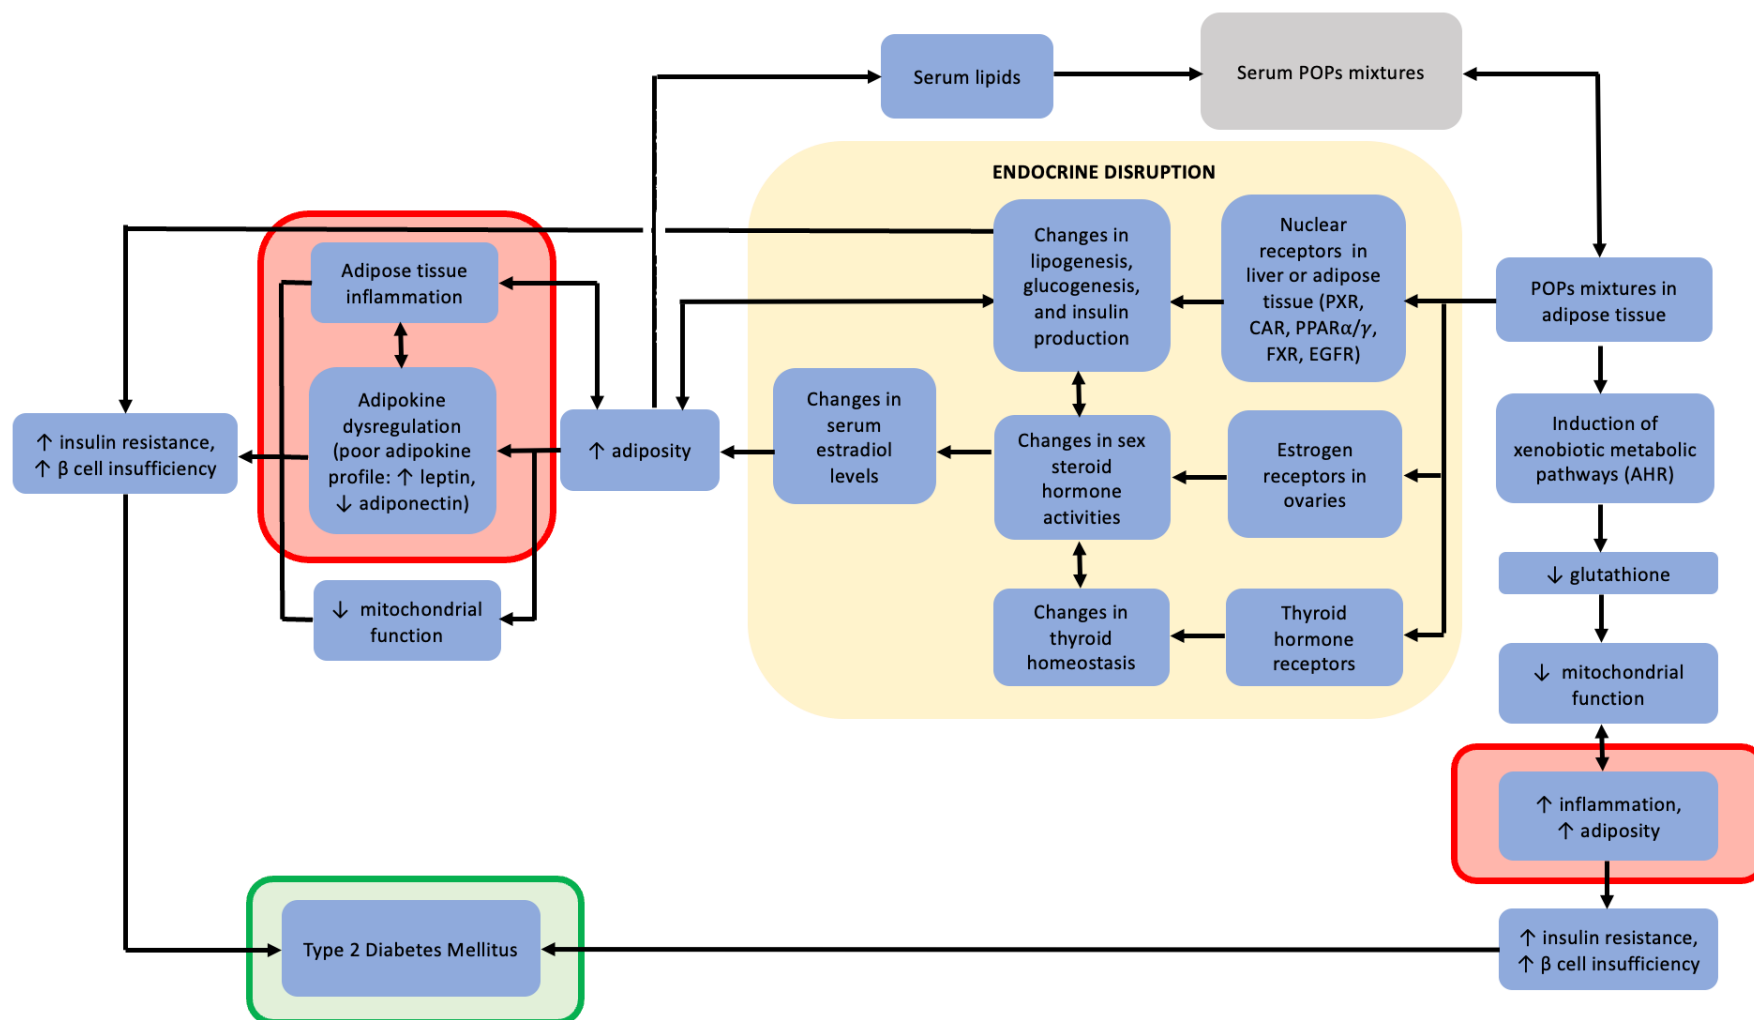 Serum lipids
Serum POPs mixtures
ENDOCRINE DISRUPTION
Changes in
lipogenesis,
glucogenesis,
and insulin
production
Nuclear
receptors in
liver or adipose
tissue (PXR,
CAR, PPARα/γ,
FXR, EGFR)
POPs mixtures in
adipose tissue
Adipose tissue
inflammation
Adipokine
dysregulation
(poor adipokine
profile: ↑ leptin,
↓ adiponectin)
↑ insulin resistance,
↑ β cell insufficiency
↑ adiposity
Changes in
serum
estradiol
levels
Changes in sex
steroid
hormone
activities
Estrogen
receptors in
ovaries
Induction of
xenobiotic metabolic
pathways (AHR)
↓ glutathione
↓ mitochondrial
function
Changes in
thyroid
homeostasis
Thyroid
hormone
receptors
↓ mitochondrial
function
↑ inflammation,
↑ adiposity
Type 2 Diabetes Mellitus
↑ insulin resistance,
↑ β cell insufficiency